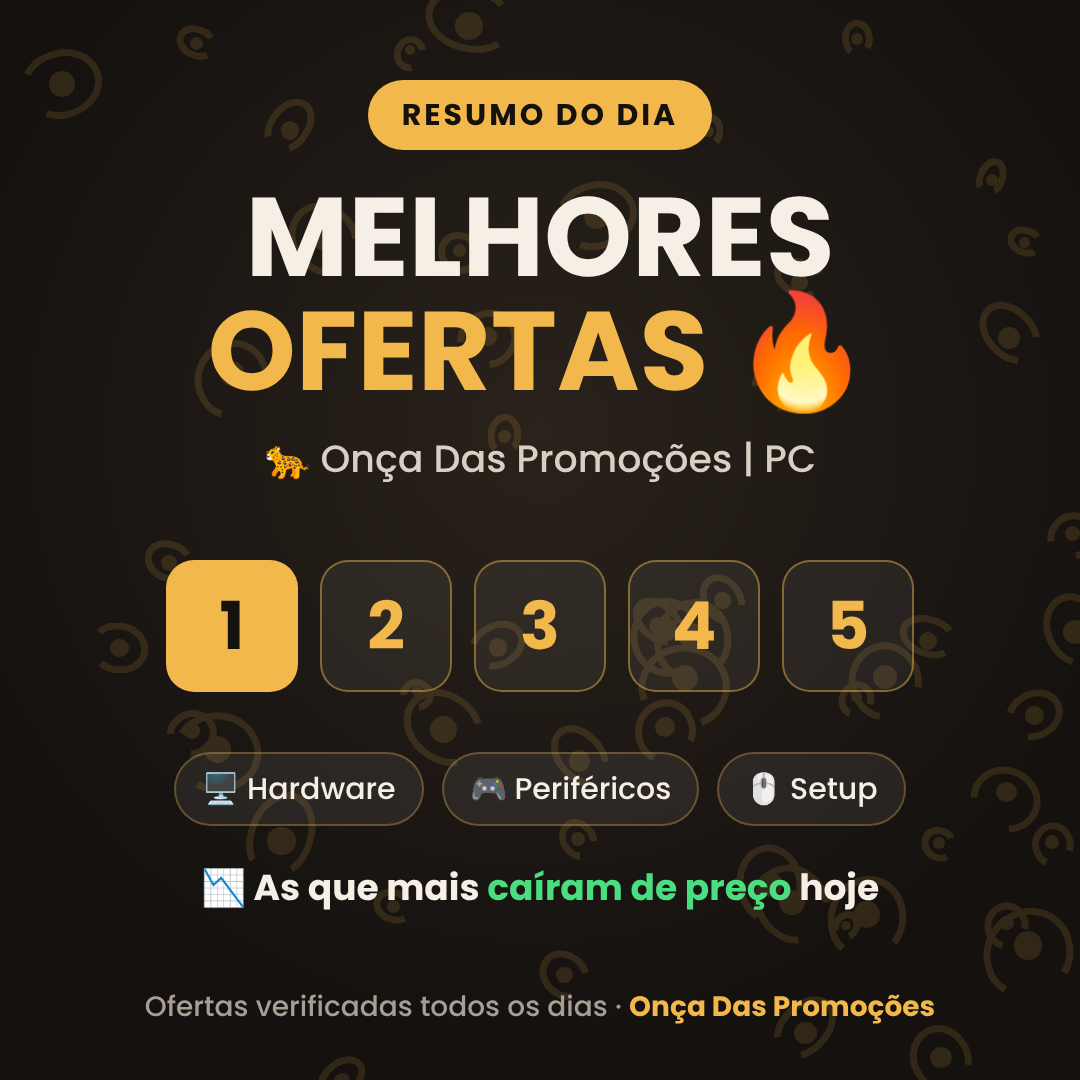 RESUMO DO DIA
MELHORES
OFERTAS 🔥
🐆 Onça Das Promoções | PC
1 2 3 4 5
🖥️ Hardware 🎮 Periféricos 🖱️ Setup
📉 As que mais caíram de preço hoje
Ofertas verificadas todos os dias · Onça Das Promoções